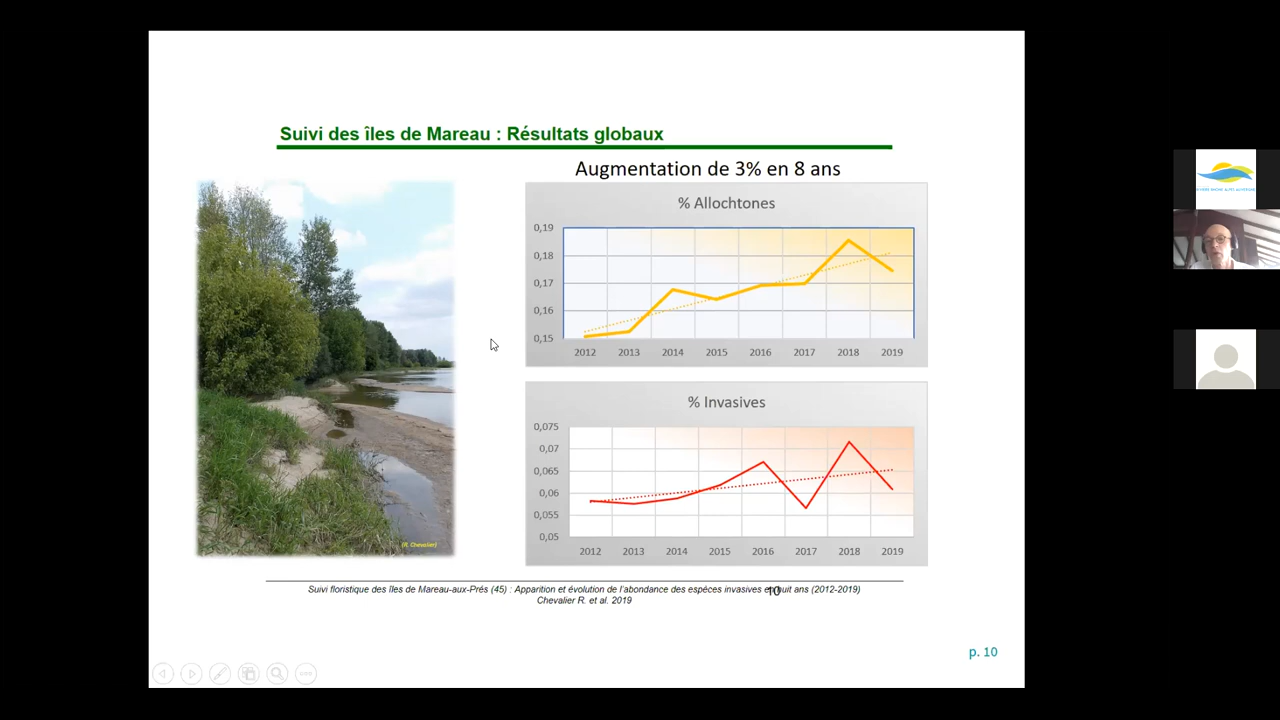 Suivi des îles de Mareau : Résultats globaux
Augmentation de 3% en 8 ans
% Allochtones
0,19
0,18
0,17
0,16
0,15
2012 2013 2014 2015 2016 2017 2018 2019
% Invasives
0,075
0,07
0,065
0,06
0,055
0,05
2012 2013 2014 2015 2016 2017 2018 2019
(R. Chevalier)
Suivi floristique des îles de Mareau-aux-Prés (45) : Apparition et évolution de l'abondance des espèces invasives en huit ans (2012-2019)
10
Chevalier R. et al. 2019
p. 10